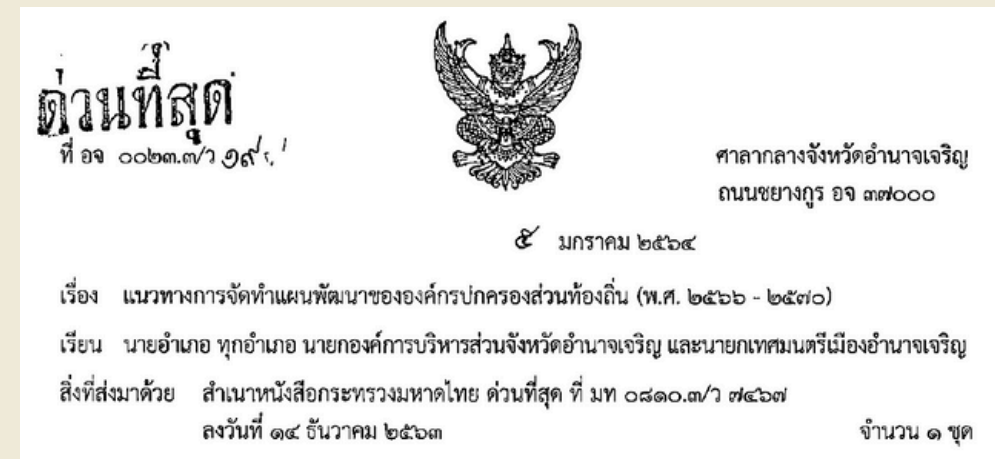 ด่วนที่สุด
ที่ อจ ๐๐๒๓.๓/ว
ศาลากลางจังหวัดอำนาจเจริญ
ถนนชยางกูร อจ ๓๗๐๐๐
๕ มกราคม ๒๕๖๔
เรื่อง แนวทางการจัดทำแผนพัฒนาขององค์กรปกครองส่วนท้องถิ่น (พ.ศ. ๒๕๖๖ - ๒๕๗๐)
เรียน นายอำเภอ ทุกอำเภอ นายกองค์การบริหารส่วนจังหวัดอำนาจเจริญ และนายกเทศมนตรีเมืองอำนาจเจริญ
สิ่งที่ส่งมาด้วย สำเนาหนังสือกระทรวงมหาดไทย ด่วนที่สุด ที่ มท ๐๘๑๐.๓/ว ๗๔๖๗
ลงวันที่ ๑๔ ธันวาคม ๒๕๖๓ จำนวน ๑ ชุด